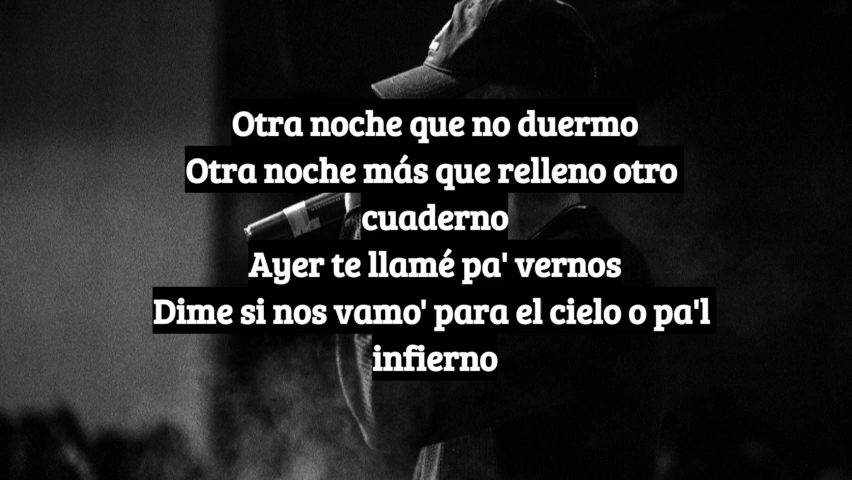 Otra noche que no duermo
Otra noche más que relleno otro
cuaderno
Ayer te llamé pa' vernos
Dime si nos vamo' para el cielo o pa'l
infierno